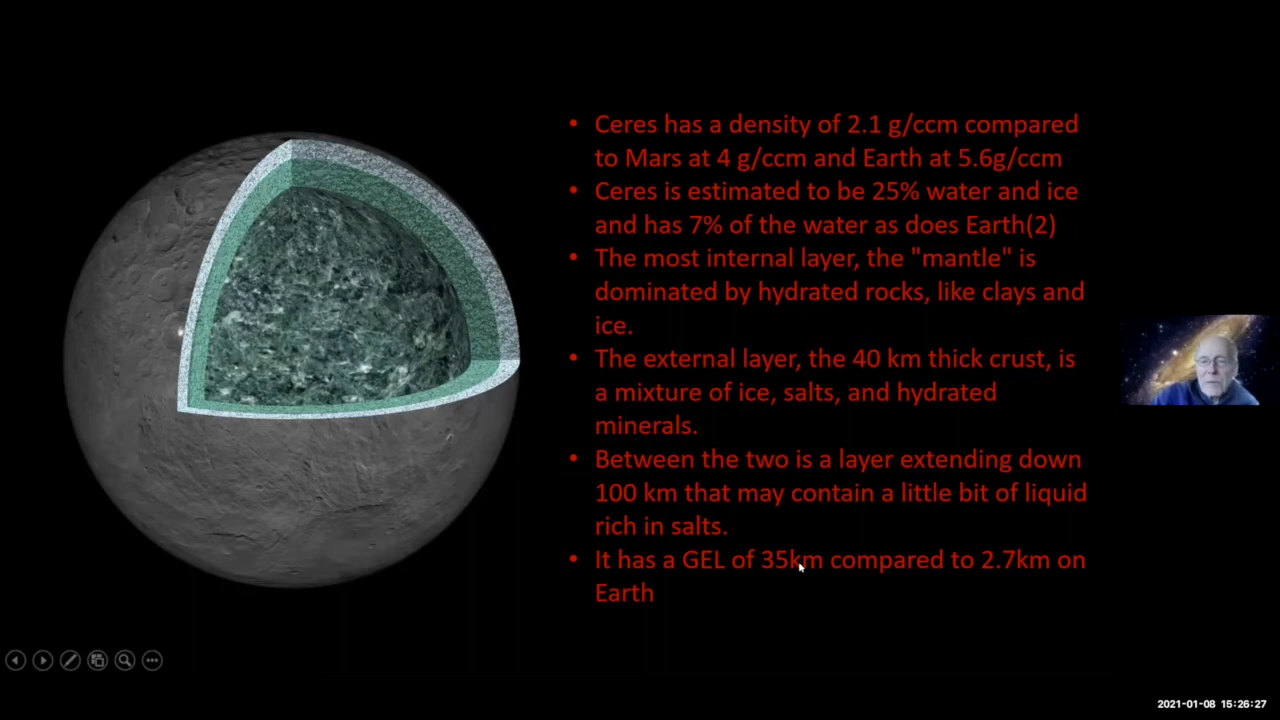 • Ceres has a density of 2.1 g/ccm compared
to Mars at 4 g/ccm and Earth at 5.6g/ccm
• Ceres is estimated to be 25% water and ice
and has 7% of the water as does Earth(2)
• The most internal layer, the "mantle" is
dominated by hydrated rocks, like clays and
ice.
• The external layer, the 40 km thick crust, is
a mixture of ice, salts, and hydrated
minerals.
• Between the two is a layer extending down
100 km that may contain a little bit of liquid
rich in salts.
• It has a GEL of 35km compared to 2.7km on
Earth
2021-01-08 15:26:27